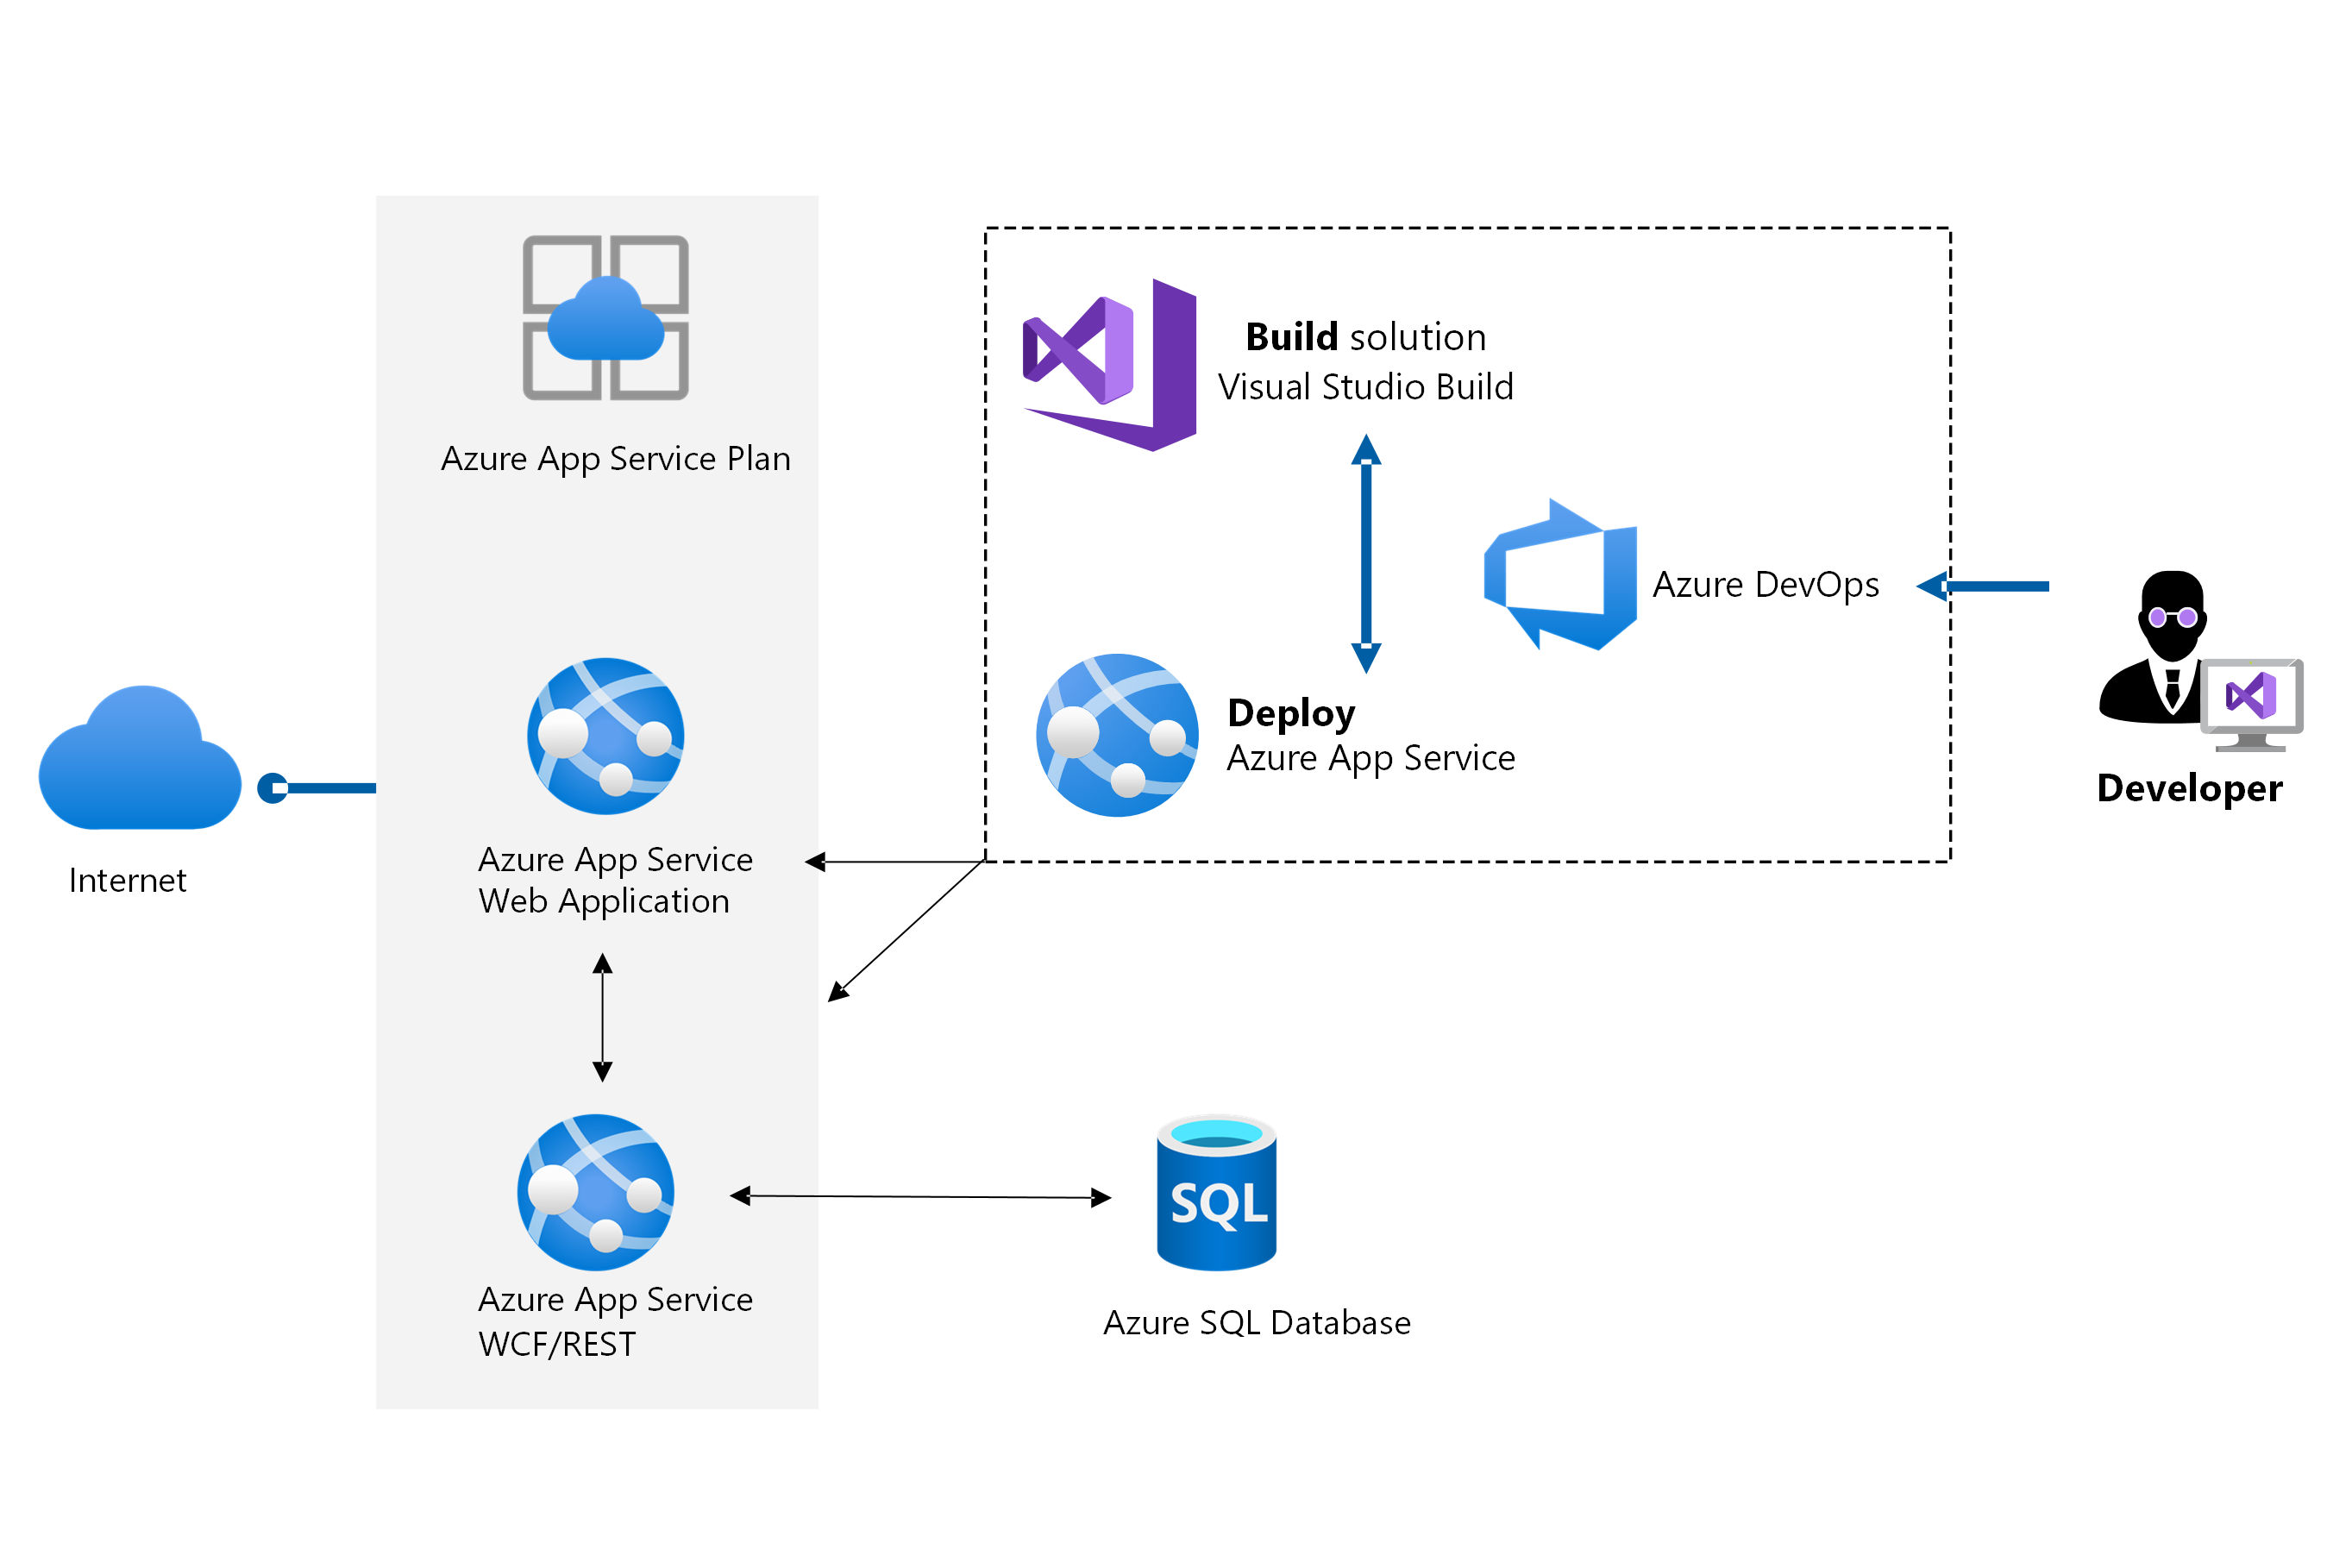 Azure App Service Plan
Build solution
Visual Studio Build
Azure DevOps
Deploy
Azure App Service
Developer
Internet
Azure App Service
Web Application
SQL
Azure App Service
WCF/REST
Azure SQL Database